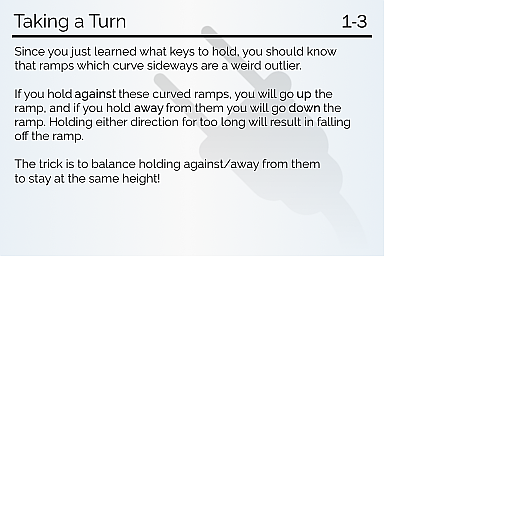 Taking a Turn 1-3
Since you just learned what keys to hold, you should know
that ramps which curve sideways are a weird outlier.
If you hold against these curved ramps, you will go up the
ramp, and if you hold away from them you will go down the
ramp. Holding either direction for too long will result in falling
off the ramp.
The trick is to balance holding against/away from them
to stay at the same height!